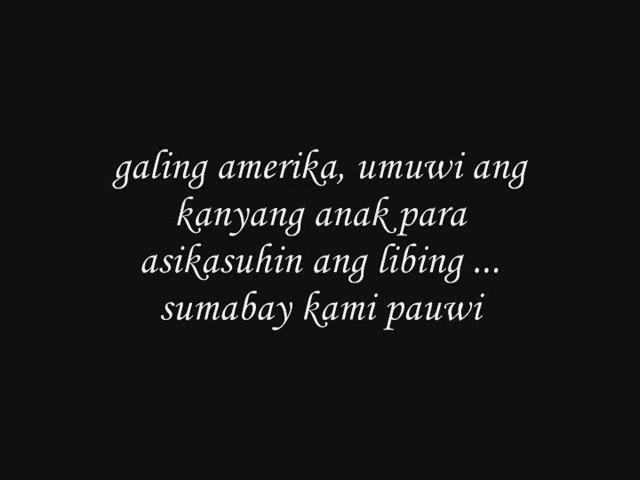 galing amerika, umuwi ang
kanyang anak para
asikasuhin ang libing ...
sumabay kami pauwi